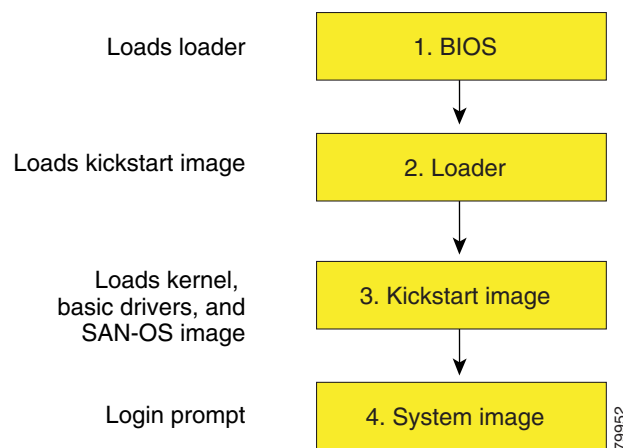 Loads loader
1. BIOS
Loads kickstart image
2. Loader
Loads kernel,
basic drivers, and
SAN-OS image
3. Kickstart image
Login prompt
4. System image
79952